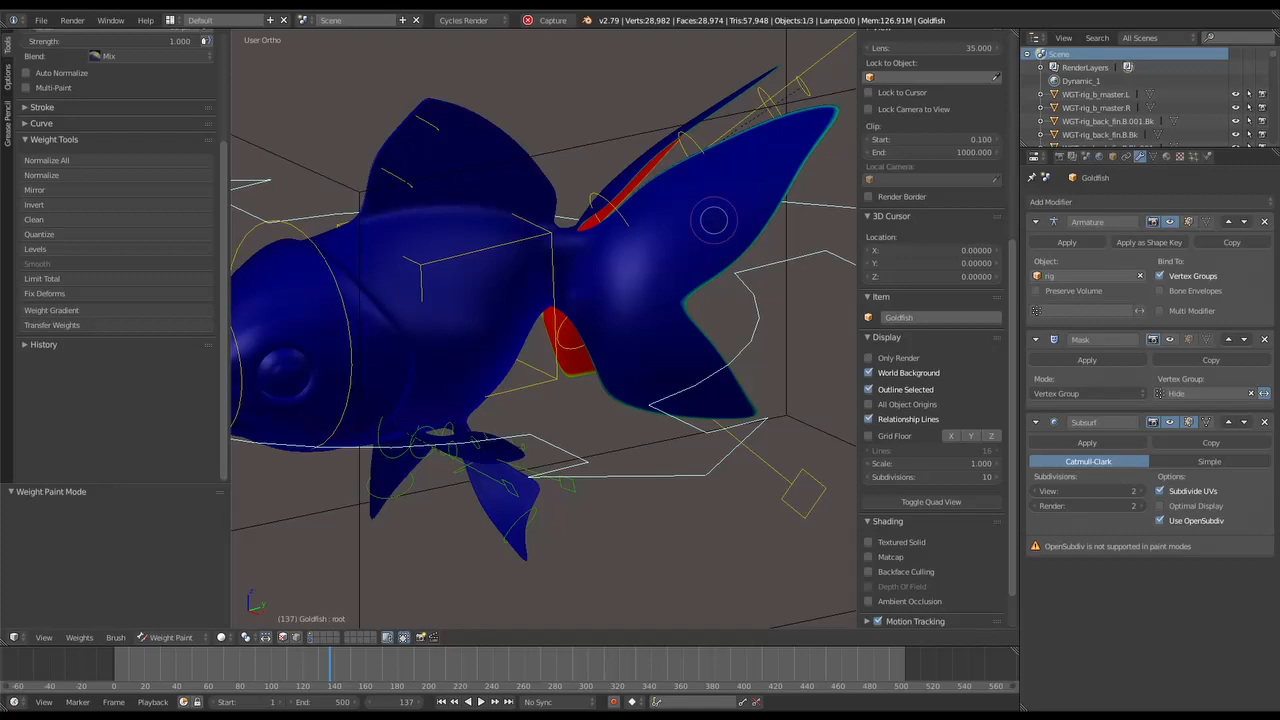 File Render Window Help Default Scene Cycles Render Capture v2.79 | Verts:28,982 | Faces:28,974 | Tris:57,948 | Objects:1/3 | Lamps:0/0 | Mem:126.91M | Goldfish
Tools
Options
Grease Pencil
Strength: 1.000
Blend: Mix
Auto Normalize
Multi-Paint
Stroke
Curve
Weight Tools
Normalize All
Normalize
Mirror
Invert
Clean
Quantize
Levels
Smooth
Limit Total
Fix Deforms
Weight Gradient
Transfer Weights
History
Weight Paint Mode
User Ortho
(137) Goldfish : root
View
Lens: 35.000
Lock to Object:
Lock to Cursor
Lock Camera to View
Clip:
Start: 0.100
End: 1000.000
Local Camera:
Render Border
3D Cursor
Location:
X: 0.00000
Y: 0.00000
Z: 0.00000
Item
Goldfish
Display
Only Render
World Background
Outline Selected
All Object Origins
Relationship Lines
Grid Floor X Y Z
Lines: 16
Scale: 1.000
Subdivisions: 10
Toggle Quad View
Shading
Textured Solid
Matcap
Backface Culling
Depth Of Field
Ambient Occlusion
Motion Tracking
View Search All Scenes
Scene
RenderLayers
Dynamic_1
WGT-rig_b_master.L
WGT-rig_b_master.R
WGT-rig_back_fin.B.001.Bk
WGT-rig_back_fin.B.Bk
Goldfish
Add Modifier
Armature
Apply Apply as Shape Key Copy
Object: Bind To:
rig Vertex Groups
Preserve Volume Bone Envelopes
Multi Modifier
Mask
Apply Copy
Mode: Vertex Group:
Vertex Group Hide
Subsurf
Apply Copy
Catmull-Clark Simple
Subdivisions: Options:
View: 2 Subdivide UVs
Render: 2 Optimal Display
Use OpenSubdiv
OpenSubdiv is not supported in paint modes
View Weights Brush Weight Paint
-60 -40 -20 0 20 40 60 80 100 120 140 160 180 200 220 240 260 280 300 320 340 360 380 400 420 440 460 480 500 520 540 560
View Marker Frame Playback Start: 1 End: 500 137 No Sync